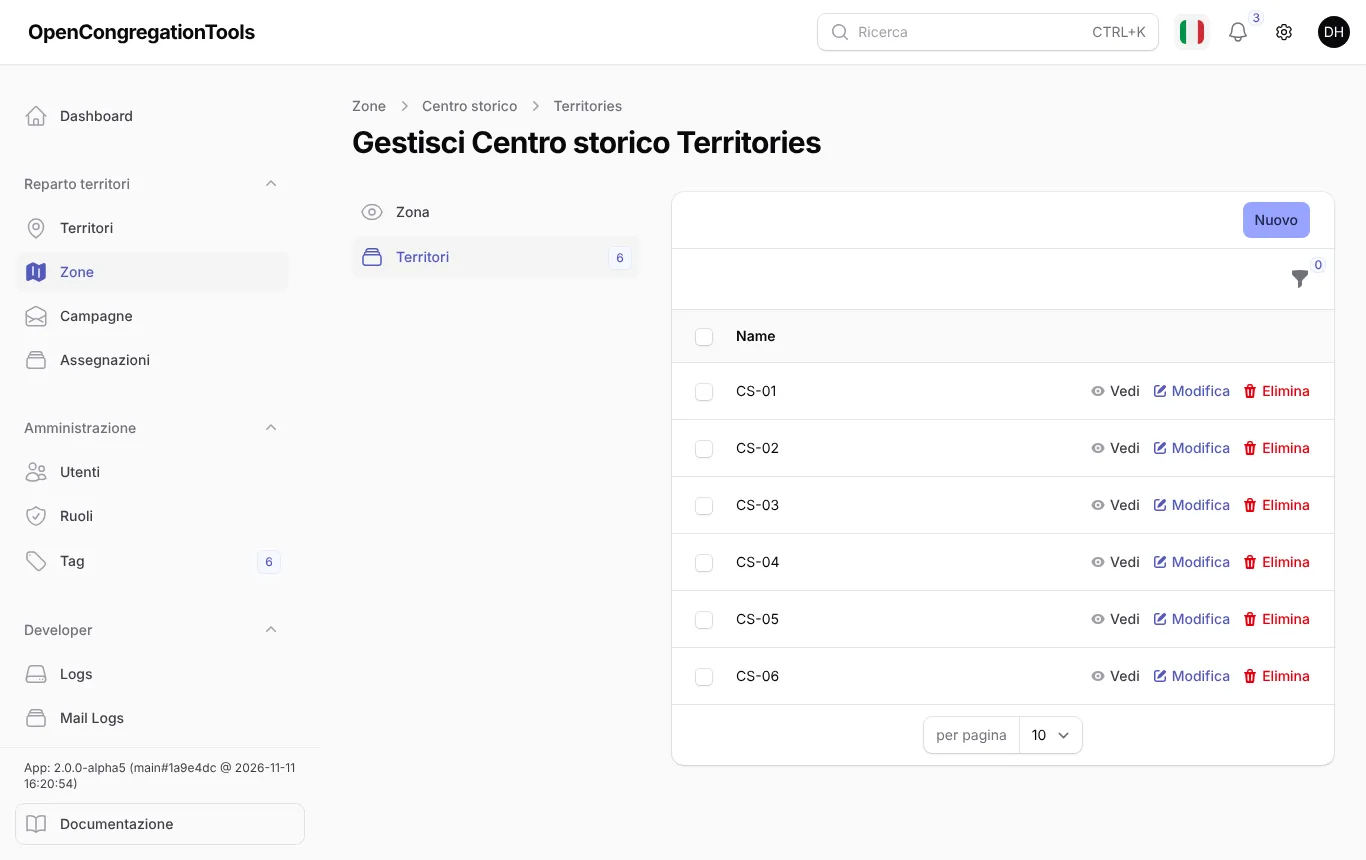 OpenCongregationTools
Ricerca
CTRL+K
3
DH
Dashboard
Reparto territori
Territori
Zone
Campagne
Assegnazioni
Amministrazione
Utenti
Ruoli
Tag
6
Developer
Logs
Mail Logs
App: 2.0.0-alpha5 (main#1a9e4dc @ 2026-11-11
16:20:54)
Documentazione
Zone > Centro storico > Territories
Gestisci Centro storico Territories
Zona
Territori
6
Nuovo
0
Name
CS-01 Vedi Modifica Elimina
CS-02 Vedi Modifica Elimina
CS-03 Vedi Modifica Elimina
CS-04 Vedi Modifica Elimina
CS-05 Vedi Modifica Elimina
CS-06 Vedi Modifica Elimina
per pagina 10